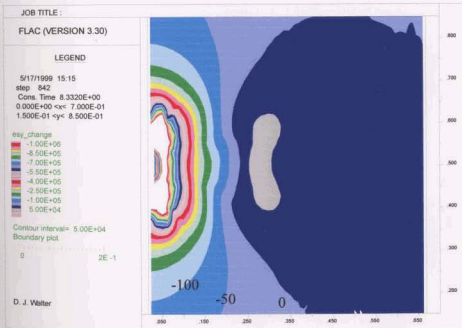 JOB TITLE :
FLAC (VERSION 3.30)
LEGEND
5/17/1999 15:15
step 842
Cons. Time 8.3320E+00
0.000E+00 <x< 7.000E-01
1.500E-01 <y< 8.500E-01
esy_change
-1.00E+06
-8.50E+05
-7.00E+05
-5.50E+05
-4.00E+05
-2.50E+05
-1.00E+05
5.00E+04
Contour interval= 5.00E+04
Boundary plot
0 2E -1
D. J. Walter
-100
-50
0
.800
.700
.600
.500
.400
.300
.200
.050 .150 .250 .350 .450 .550 .650